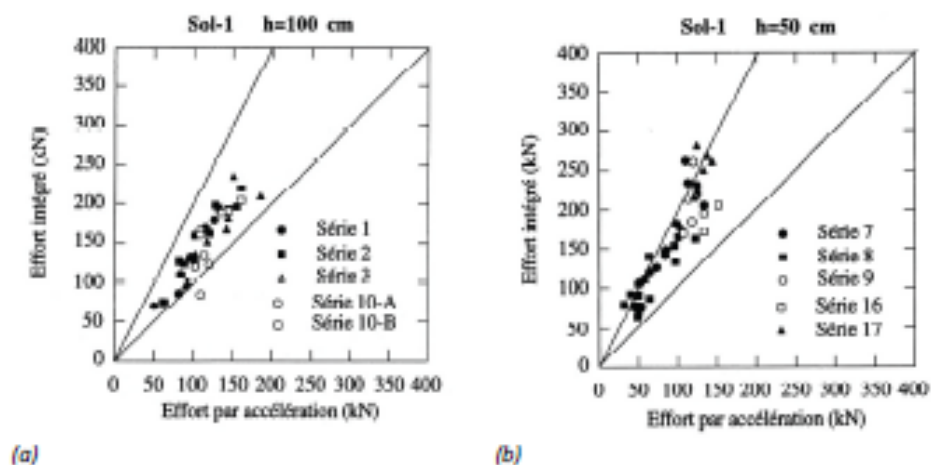 Sol-1 h=100 cm
400
350
300
250
200
150
100
50
0
Effort intégré (kN)
Série 1
Série 2
Série 3
Série 10-A
Série 10-B
0 50 100 150 200 250 300 350 400
Effort par accélération (kN)
(a)
Sol-1 h=50 cm
400
350
300
250
200
150
100
50
0
Effort intégré (kN)
Série 7
Série 8
Série 9
Série 16
Série 17
0 50 100 150 200 250 300 350 400
Effort par accélération (kN)
(b)